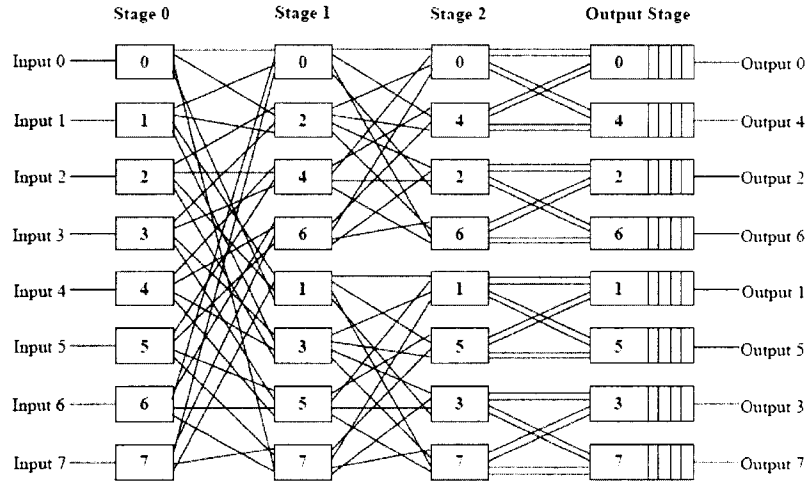 Stage 0 Stage 1 Stage 2 Output Stage
Input 0 0 0 0 0 Output 0
Input 1 1 2 4 4 Output 4
Input 2 2 4 2 2 Output 2
Input 3 3 6 6 6 Output 6
Input 4 4 1 1 1 Output 1
Input 5 5 3 5 5 Output 5
Input 6 6 5 3 3 Output 3
Input 7 7 7 7 7 Output 7